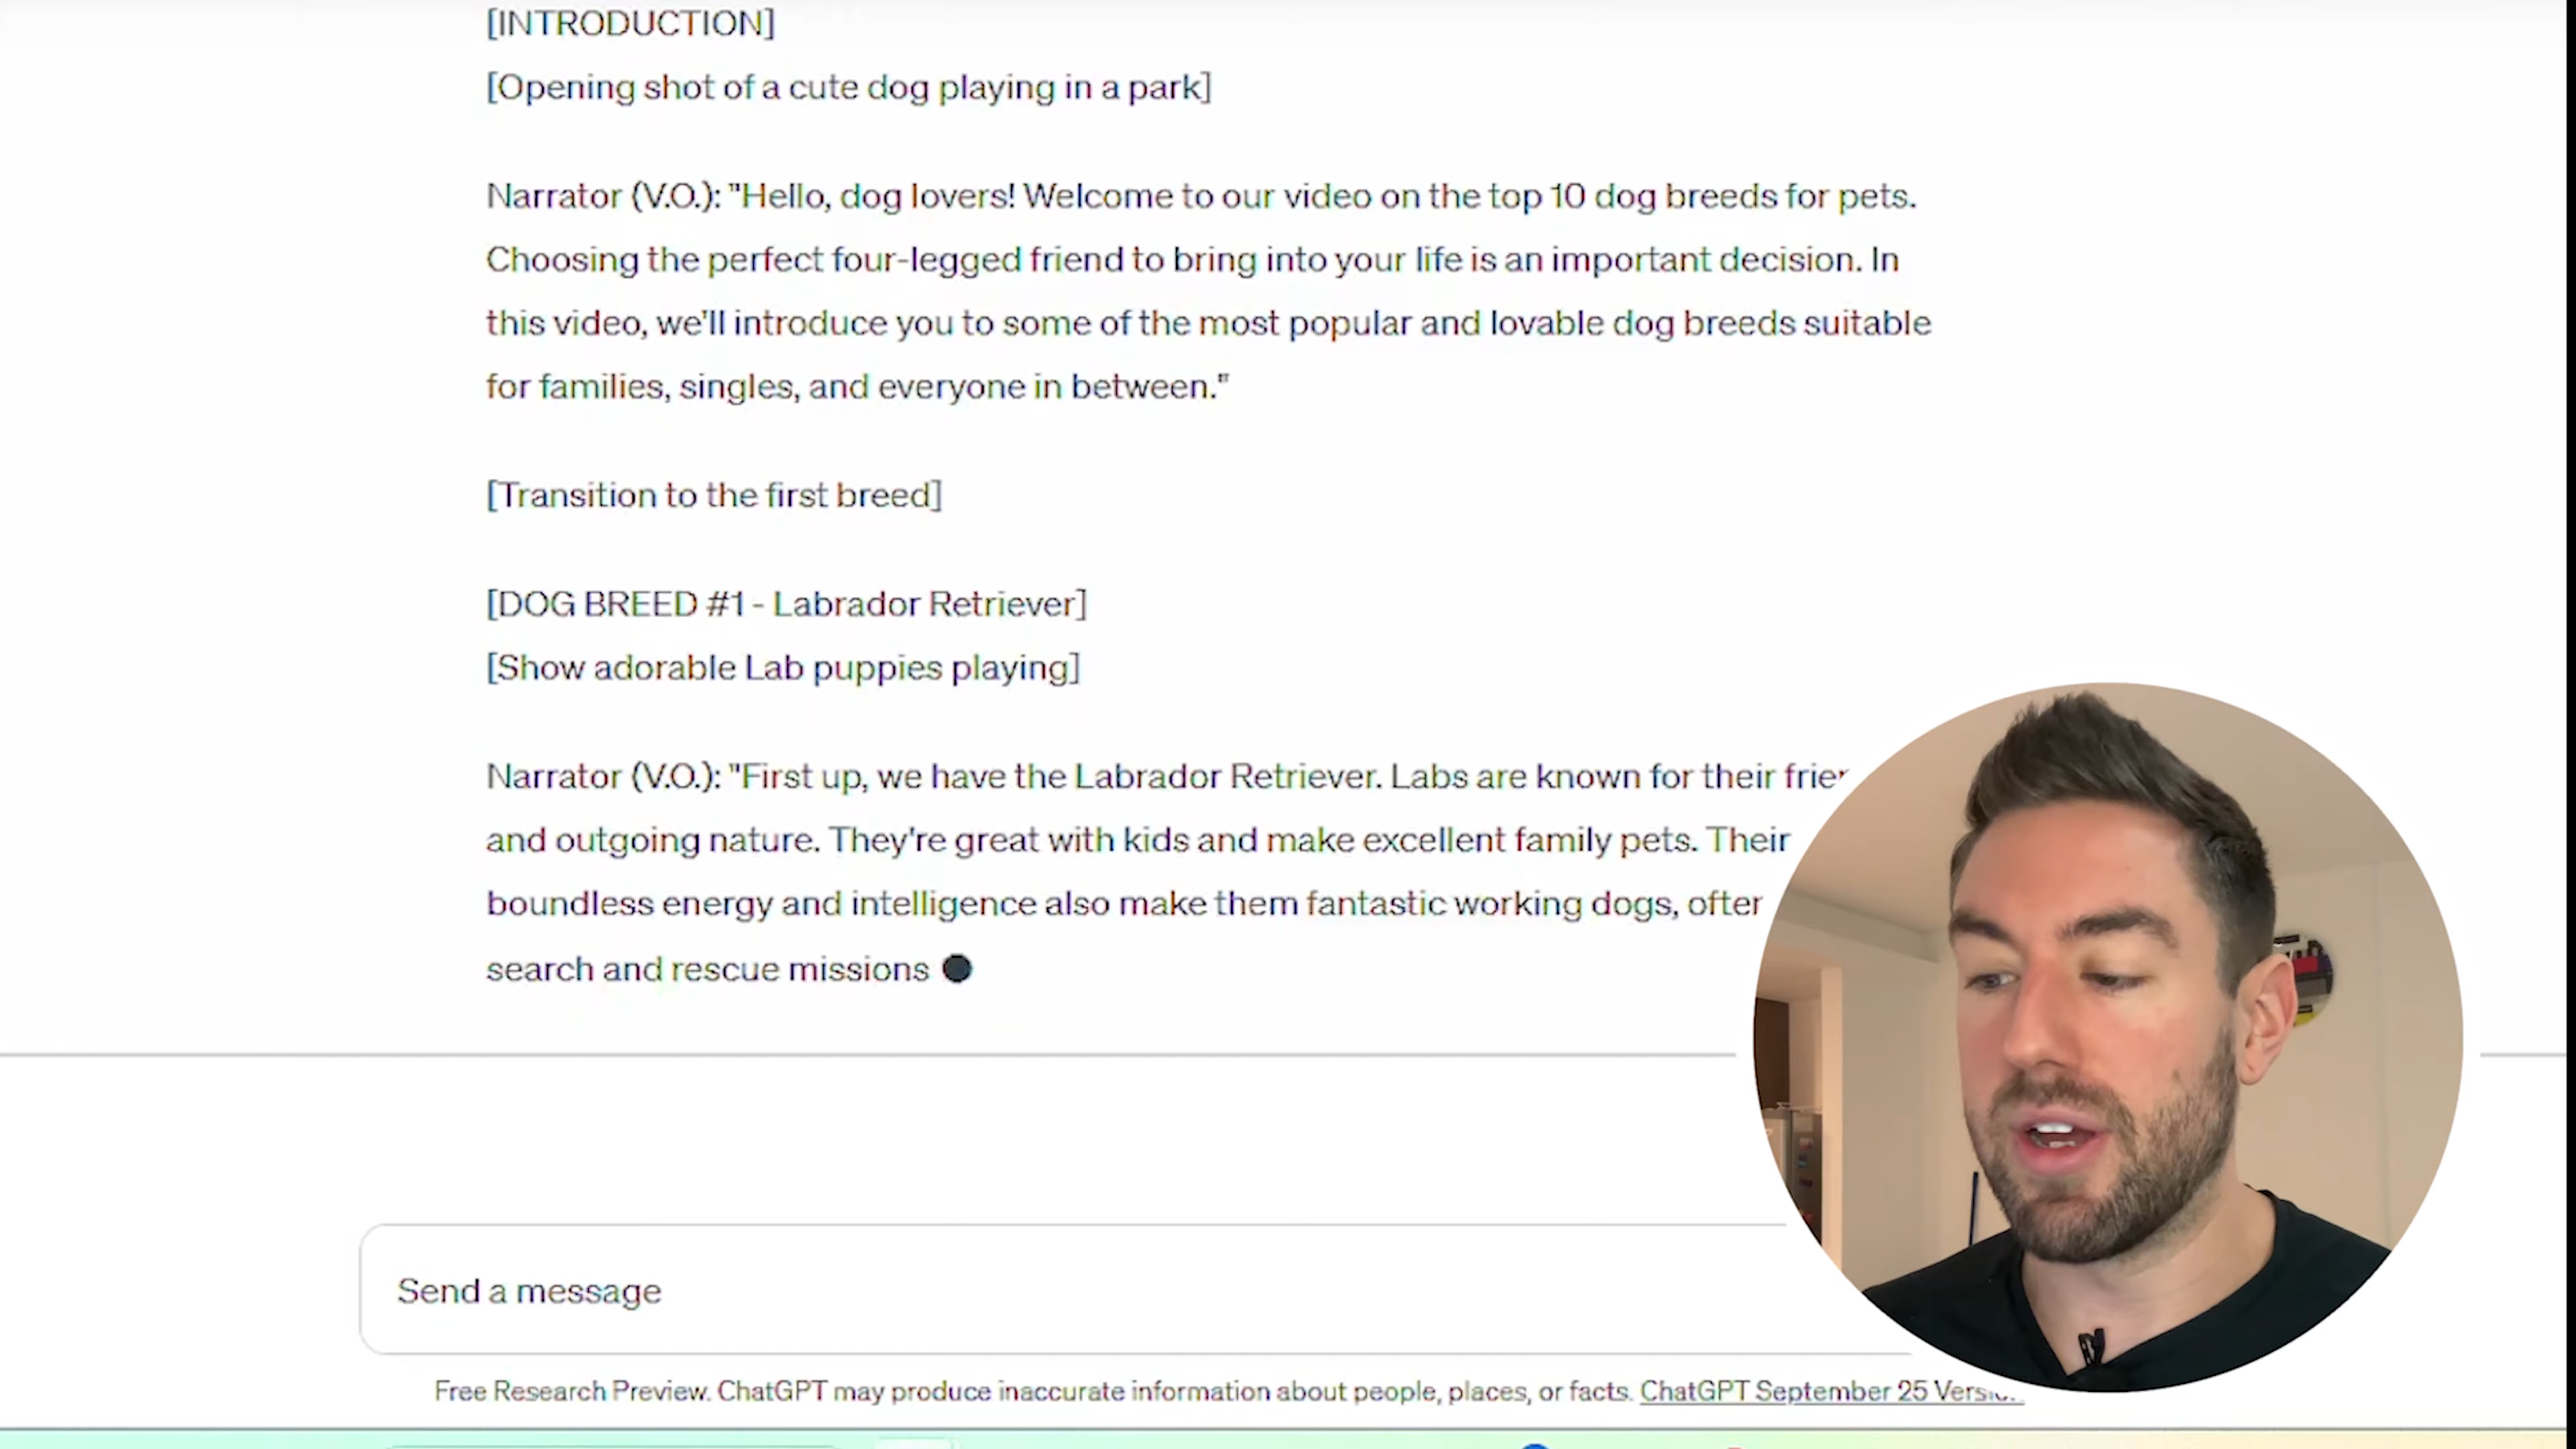 [INTRODUCTION]
[Opening shot of a cute dog playing in a park]
Narrator (V.O.): "Hello, dog lovers! Welcome to our video on the top 10 dog breeds for pets.
Choosing the perfect four-legged friend to bring into your life is an important decision. In
this video, we'll introduce you to some of the most popular and lovable dog breeds suitable
for families, singles, and everyone in between."
[Transition to the first breed]
[DOG BREED #1 - Labrador Retriever]
[Show adorable Lab puppies playing]
Narrator (V.O.): "First up, we have the Labrador Retriever. Labs are known for their
and outgoing nature. They're great with kids and make excellent family pets. Their
boundless energy and intelligence also make them fantastic working dogs,
search and rescue missions
Send a message
Free Research Preview. ChatGPT may produce inaccurate information about people, places, or facts. ChatGPT September 25